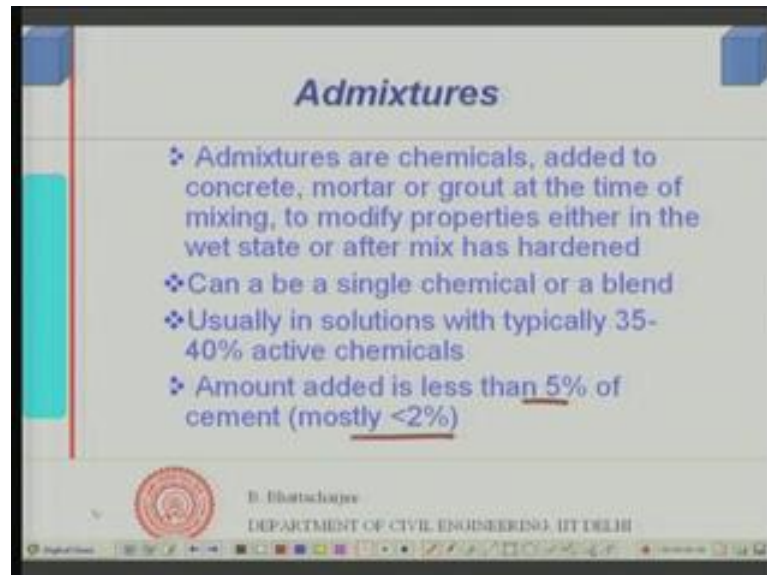 Admixtures
Admixtures are chemicals, added to
concrete, mortar or grout at the time of
mixing, to modify properties either in the
wet state or after mix has hardened
Can a be a single chemical or a blend
Usually in solutions with typically 35-
40% active chemicals
Amount added is less than 5% of
cement (mostly <2%)
B. Bhattacharjee
DEPARTMENT OF CIVIL ENGINEERING, IIT DELHI